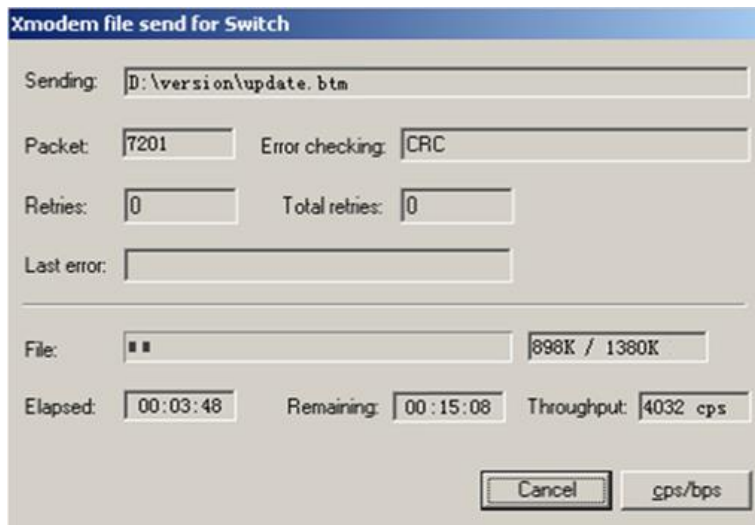 Xmodem file send for Switch
Sending: D:\version\update.btm
Packet: 7201 Error checking: CRC
Retries: 0 Total retries: 0
Last error:
File: 898K / 1380K
Elapsed: 00:03:48 Remaining: 00:15:08 Throughput: 4032 cps
Cancel cps/bps